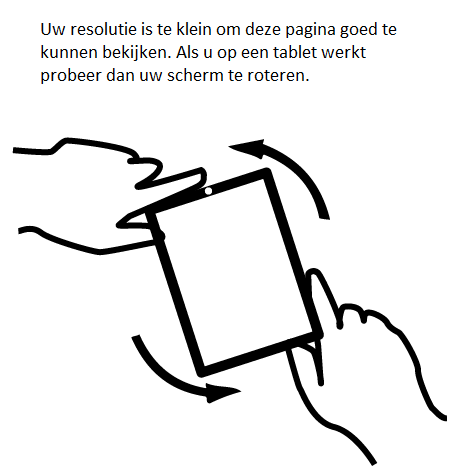 Uw resolutie is te klein om deze pagina goed te
kunnen bekijken. Als u op een tablet werkt
probeer dan uw scherm te roteren.